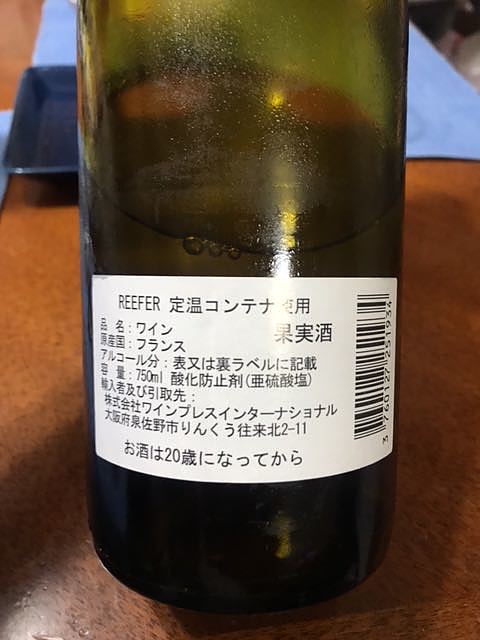 REEFER 定温コンテナ使用
品 名:ワイン
果実酒
原産国:フランス
アルコール分:表又は裏ラベルに記載
容 量:750ml 酸化防止剤(亜硫酸塩)
輸入者及び引取先:
株式会社ワインプレスインターナショナル
大阪府泉佐野市りんくう往来北2-11
お酒は20歳になってから
3760127251934